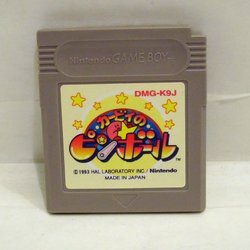 Nintendo GAME BOY
DMG-K9J
カービィの
ピンボール
TM
© 1993 HAL LABORATORY INC./ Nintendo
MADE IN JAPAN